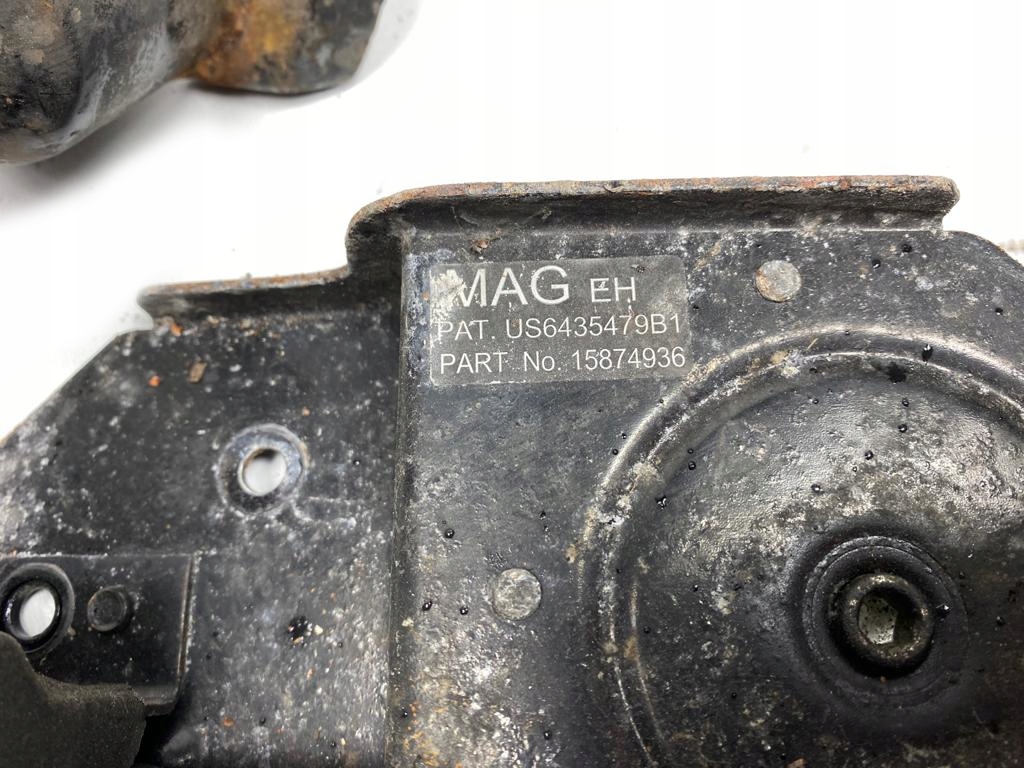 MAG EH
PAT. US6435479B1
PART No. 15874936